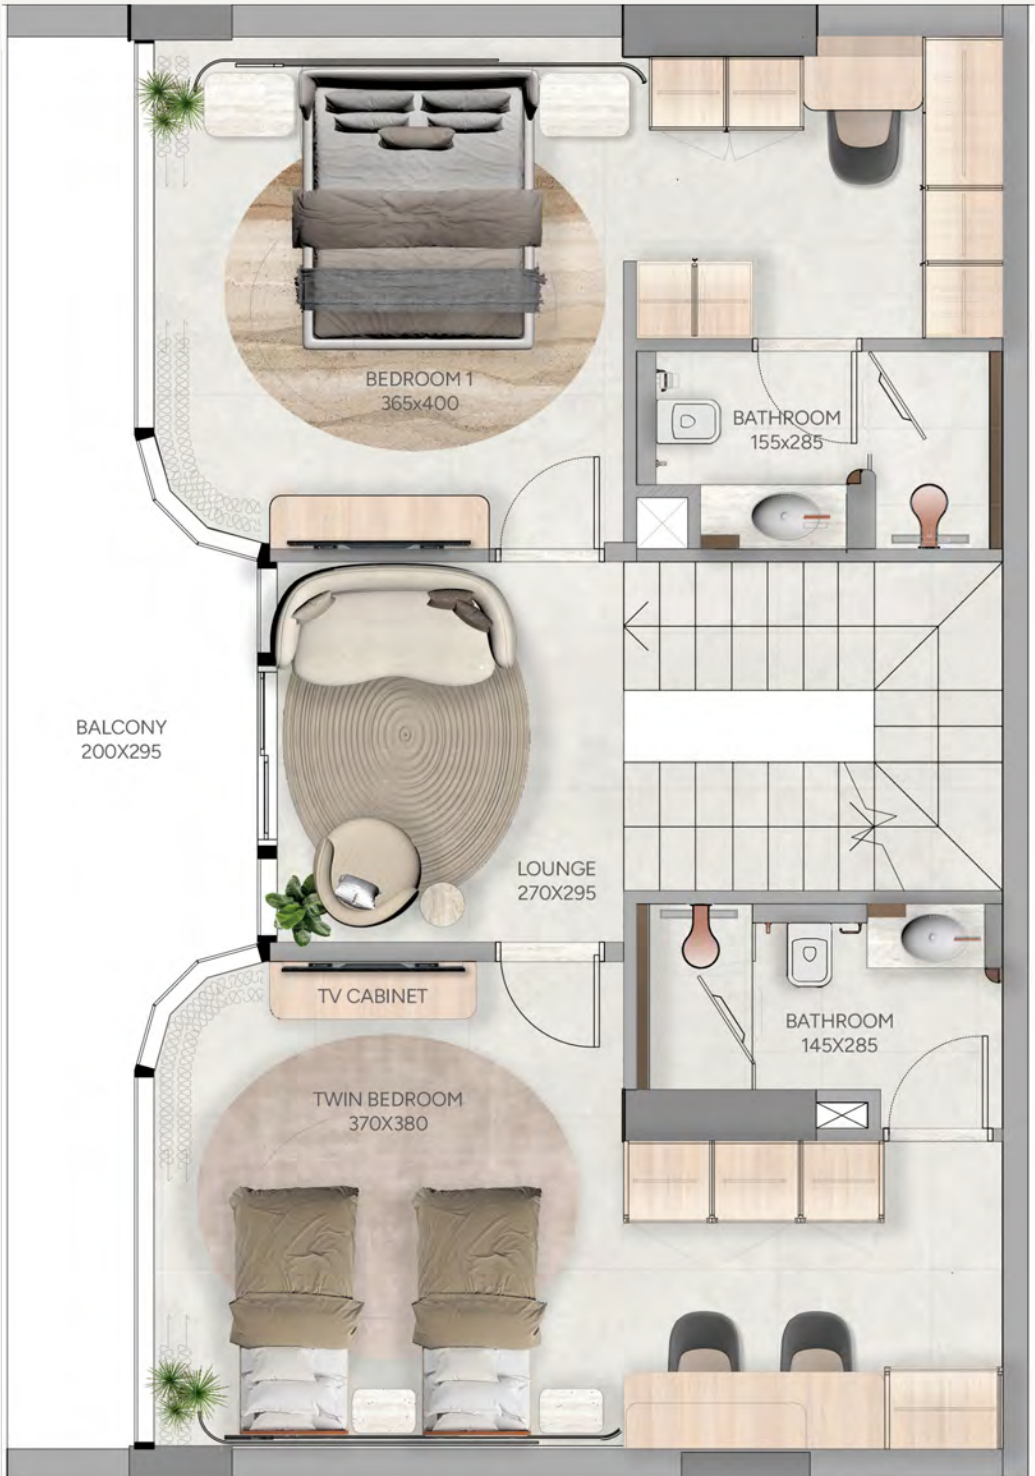 BEDROOM 1
365x400
BATHROOM
155x285
BALCONY
200X295
LOUNGE
270X295
TV CABINET
BATHROOM
145X285
TWIN BEDROOM
370X380